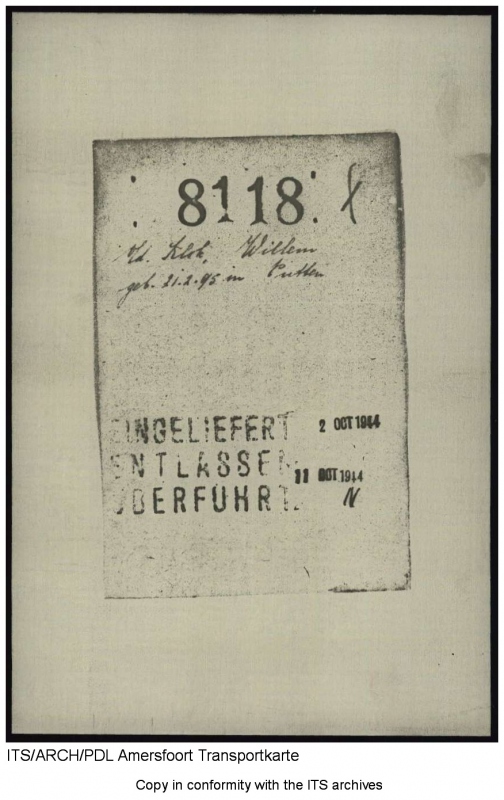 8118.
v/d. Klok, Willem
geb. 21.2.95 in Putten
EINGELIEFERT 2 OCT 1944
ENTLASSEN 11 OCT 1944
ÜBERFÜHRT. N
ITS/ARCH/PDL Amersfoort Transportkarte
Copy in conformity with the ITS archives